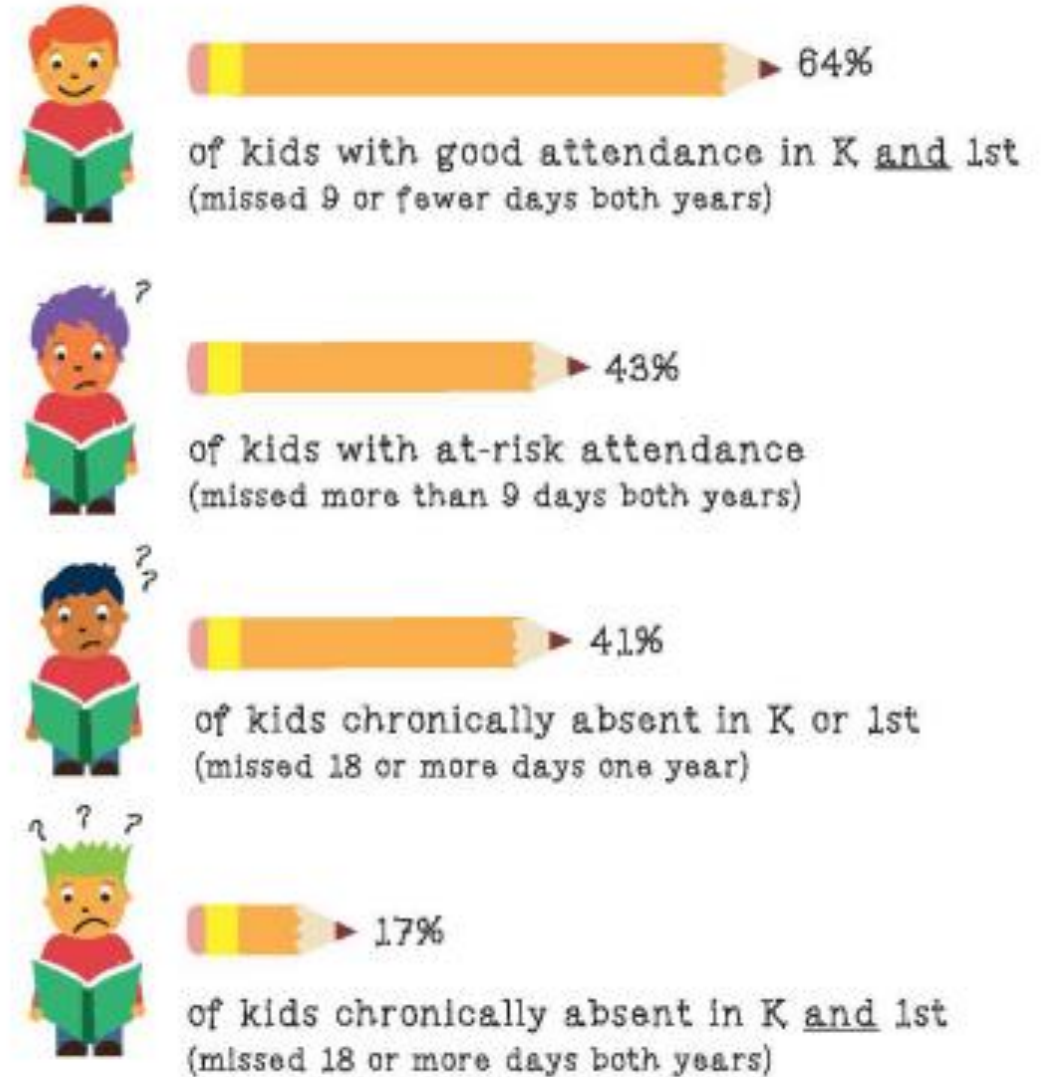 64%
of kids with good attendance in K and 1st
(missed 9 or fewer days both years)
?
43%
of kids with at-risk attendance
(missed more than 9 days both years)
?
?
41%
of kids chronically absent in K or 1st
(missed 18 or more days one year)
? ? ?
17%
of kids chronically absent in K and 1st
(missed 18 or more days both years)